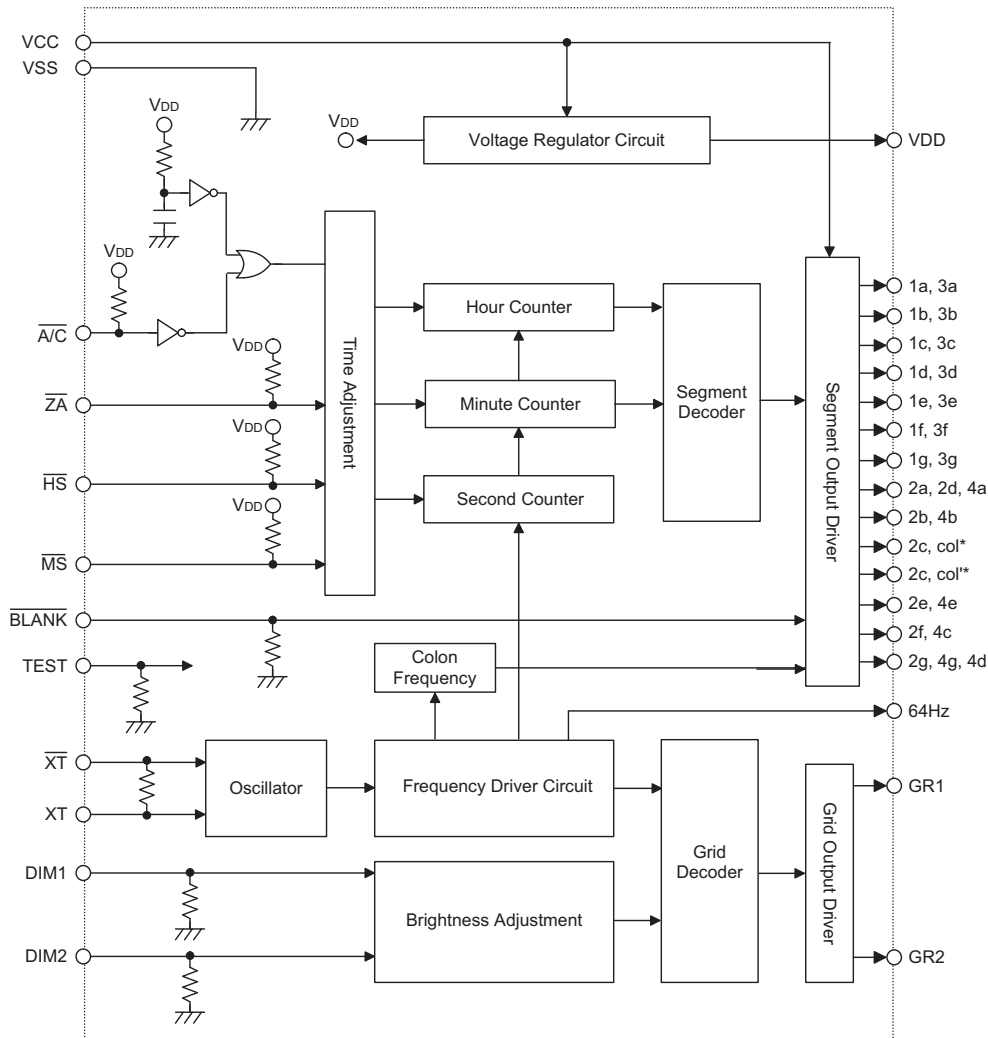 VCC
VSS
VDD
VDD
Voltage Regulator Circuit
VDD
VDD
A/C
VDD
ZA
VDD
HS
VDD
MS
Time Adjustment
Hour Counter
Minute Counter
Second Counter
Segment
Decoder
Segment Output Driver
1a, 3a
1b, 3b
1c, 3c
1d, 3d
1e, 3e
1f, 3f
1g, 3g
2a, 2d, 4a
2b, 4b
2c, col*
2c, col'*
2e, 4e
2f, 4c
2g, 4g, 4d
BLANK
TEST
Colon
Frequency
64Hz
XT
XT
Oscillator
Frequency Driver Circuit
Grid
Decoder
Grid Output Driver
GR1
GR2
DIM1
DIM2
Brightness Adjustment